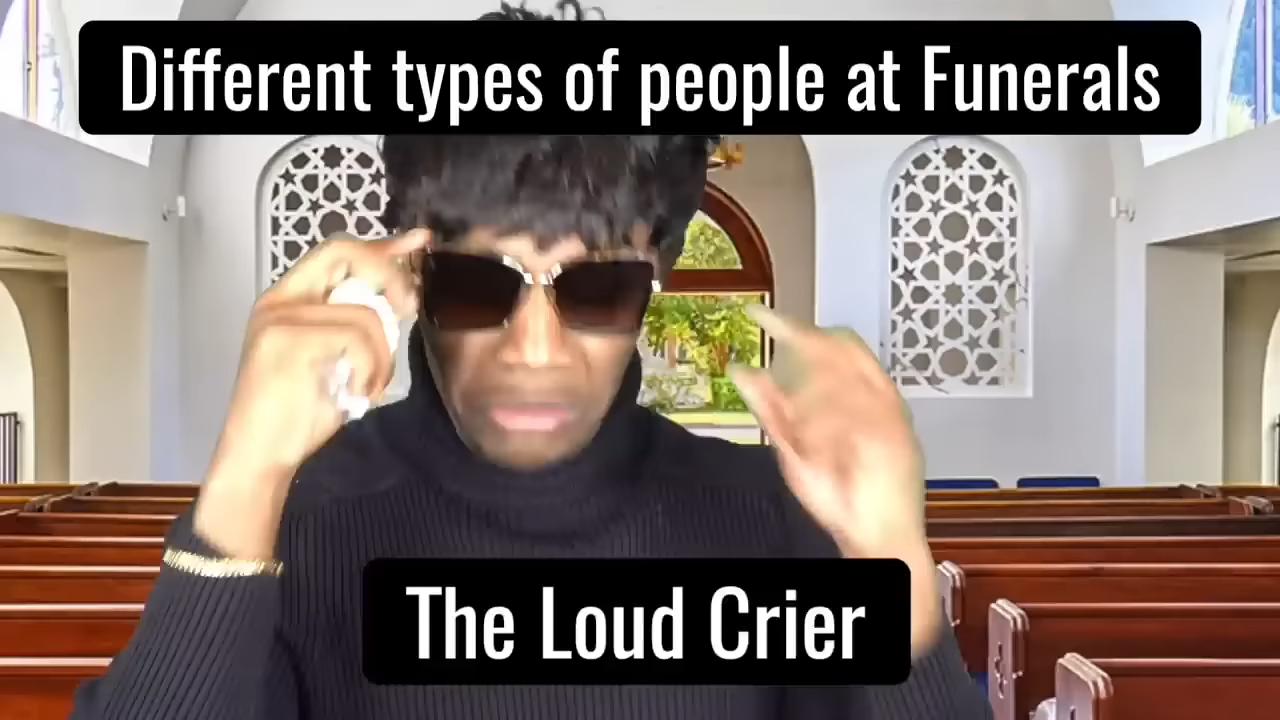 Different types of people at Funerals
The Loud Crier